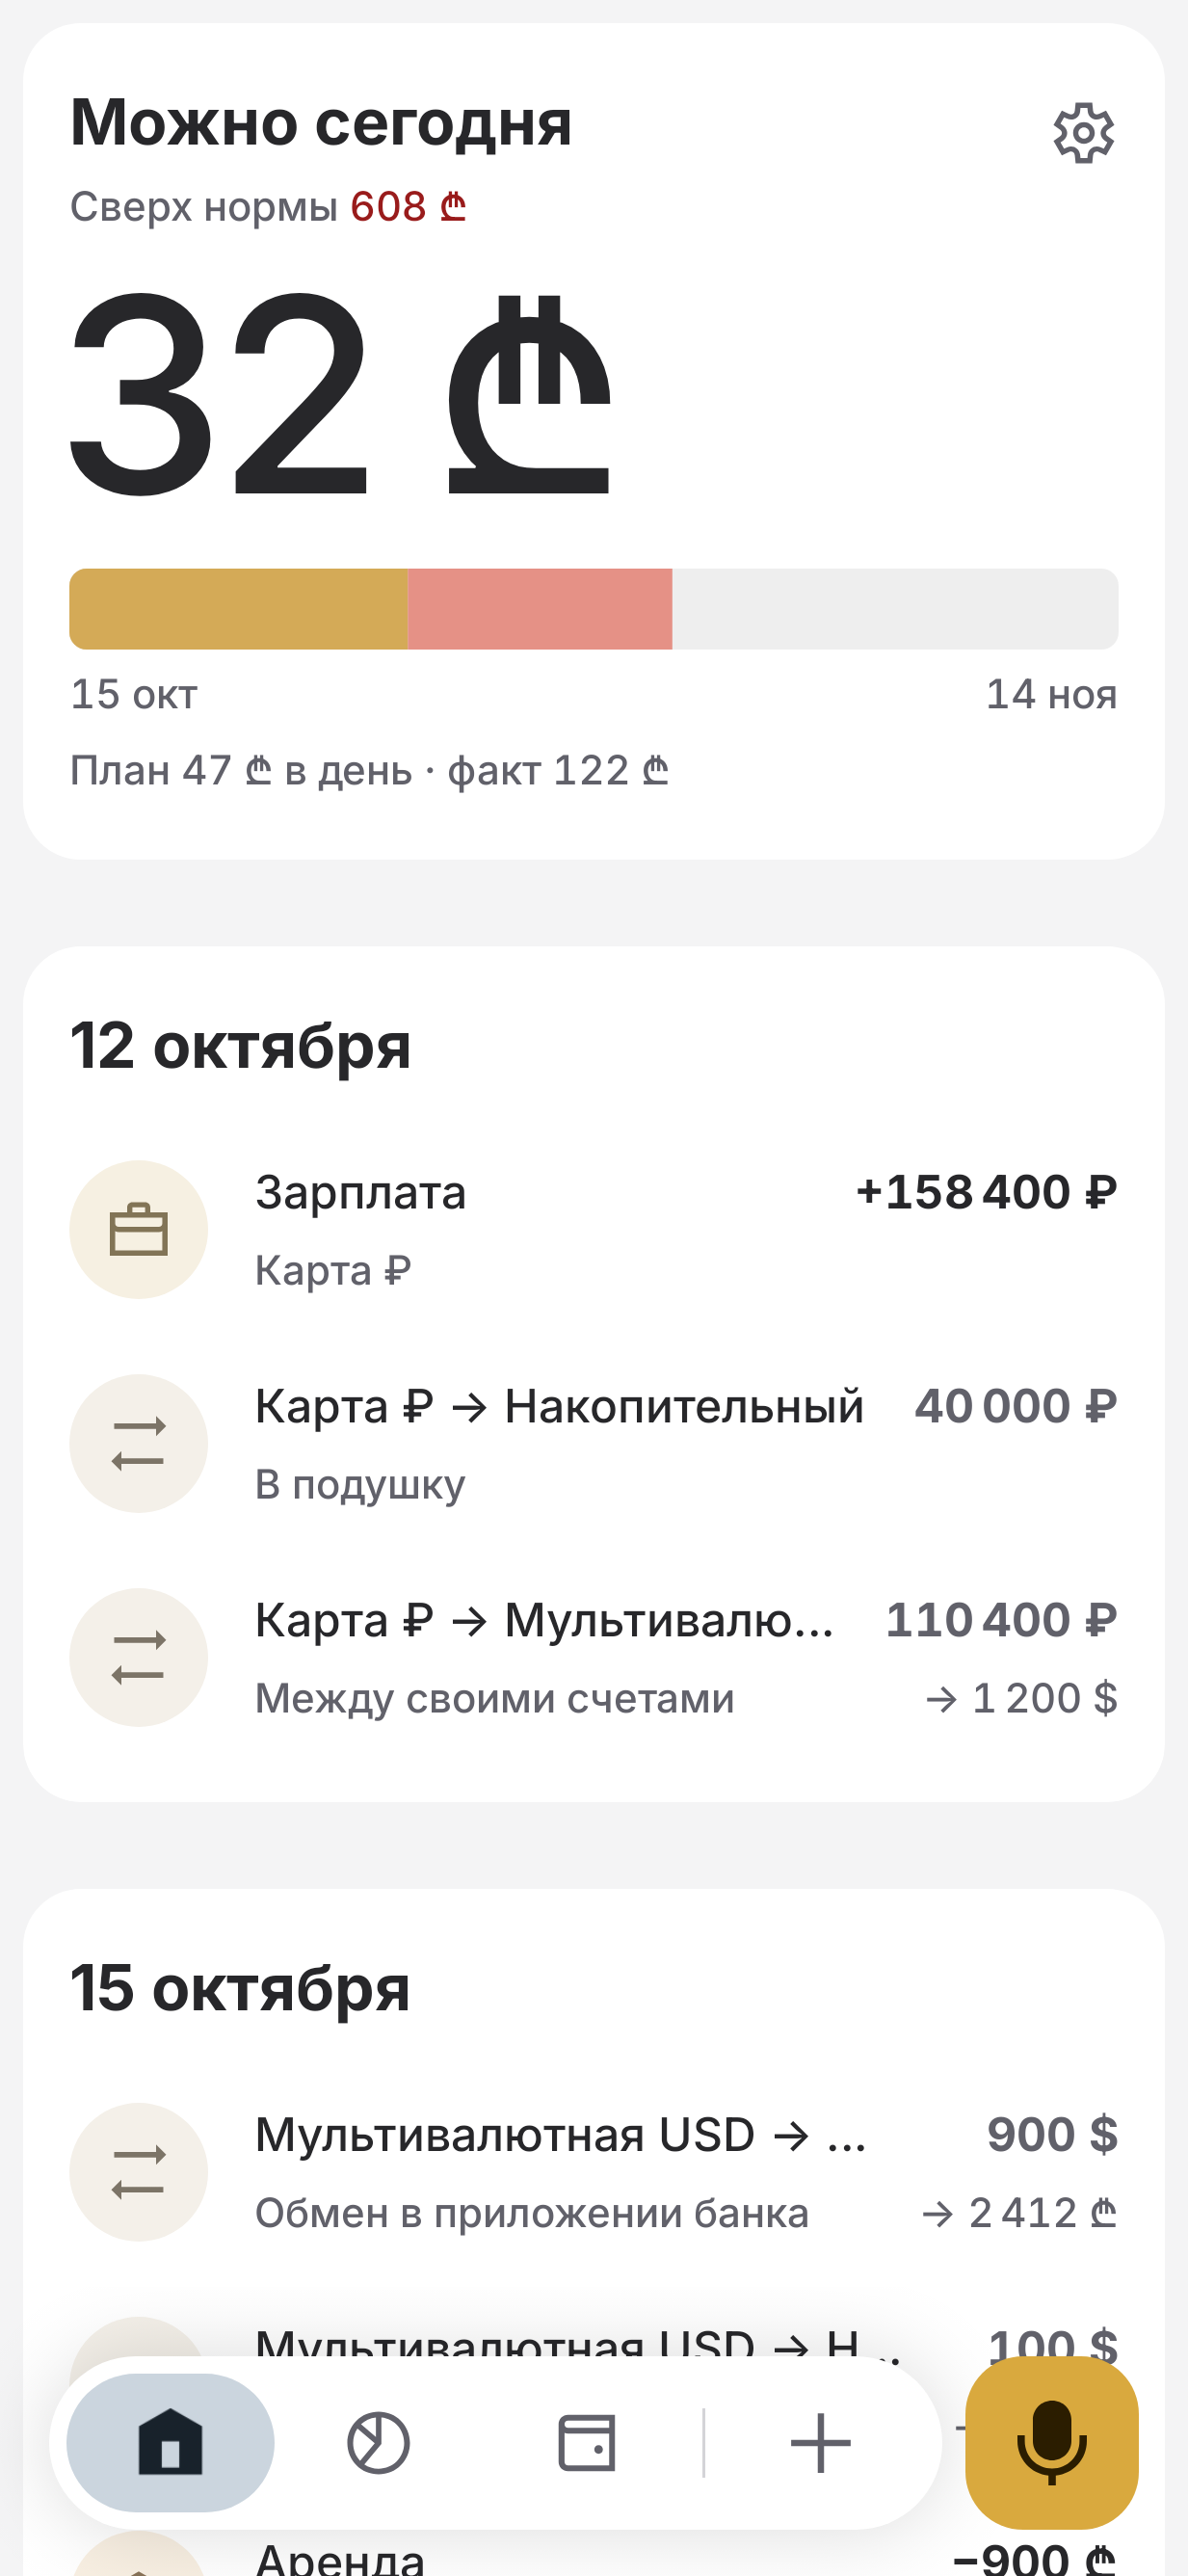 Можно сегодня
Сверх нормы 608 ₾
32 ₾
15 окт 14 ноя
План 47 ₾ в день · факт 122 ₾
12 октября
Зарплата +158 400 ₽
Карта ₽
Карта ₽ → Накопительный 40 000 ₽
В подушку
Карта ₽ → Мультивалю... 110 400 ₽
Между своими счетами → 1 200 $
15 октября
Мультивалютная USD → ... 900 $
Обмен в приложении банка → 2 412 ₾
Мультивалютная USD → Н... 100 $
Аренда −900 ₾